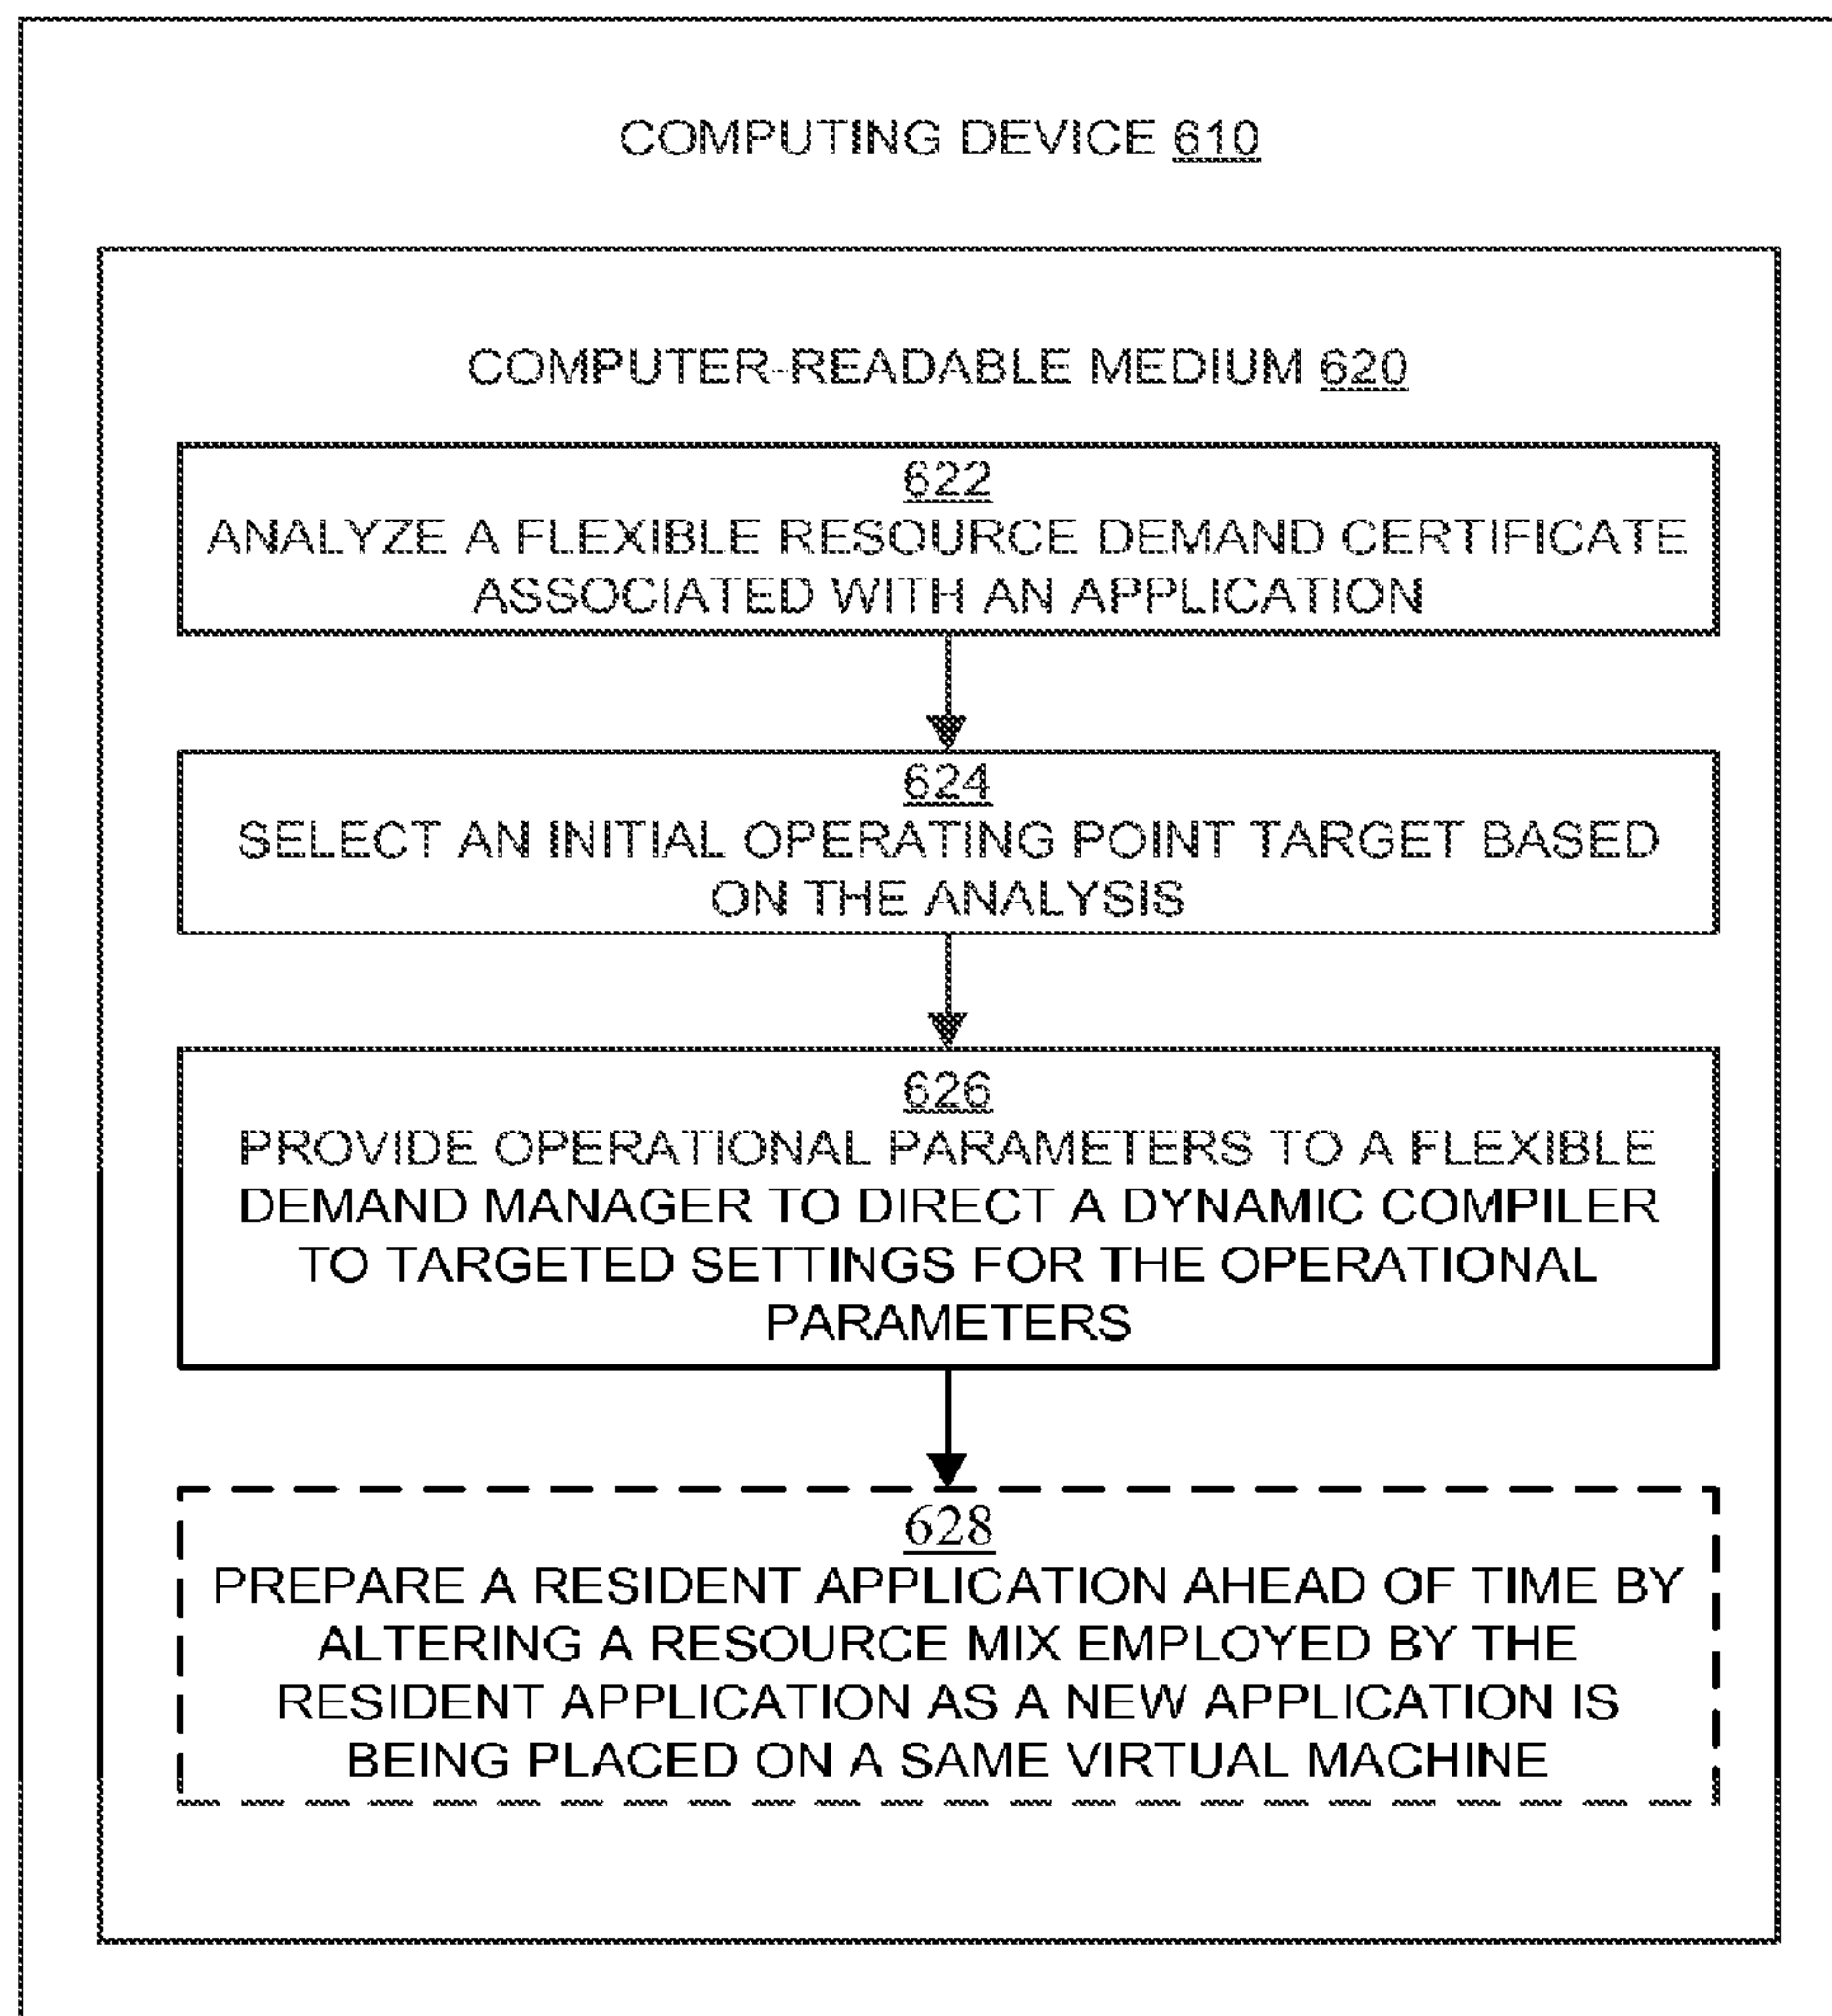 COMPUTING DEVICE 610
COMPUTER-READABLE MEDIUM 620
622
ANALYZE A FLEXIBLE RESOURCE DEMAND CERTIFICATE
ASSOCIATED WITH AN APPLICATION
624
SELECT AN INITIAL OPERATING POINT TARGET BASED
ON THE ANALYSIS
626
PROVIDE OPERATIONAL PARAMETERS TO A FLEXIBLE
DEMAND MANAGER TO DIRECT A DYNAMIC COMPILER
TO TARGETED SETTINGS FOR THE OPERATIONAL
PARAMETERS
628
PREPARE A RESIDENT APPLICATION AHEAD OF TIME BY
ALTERING A RESOURCE MIX EMPLOYED BY THE
RESIDENT APPLICATION AS A NEW APPLICATION IS
BEING PLACED ON A SAME VIRTUAL MACHINE